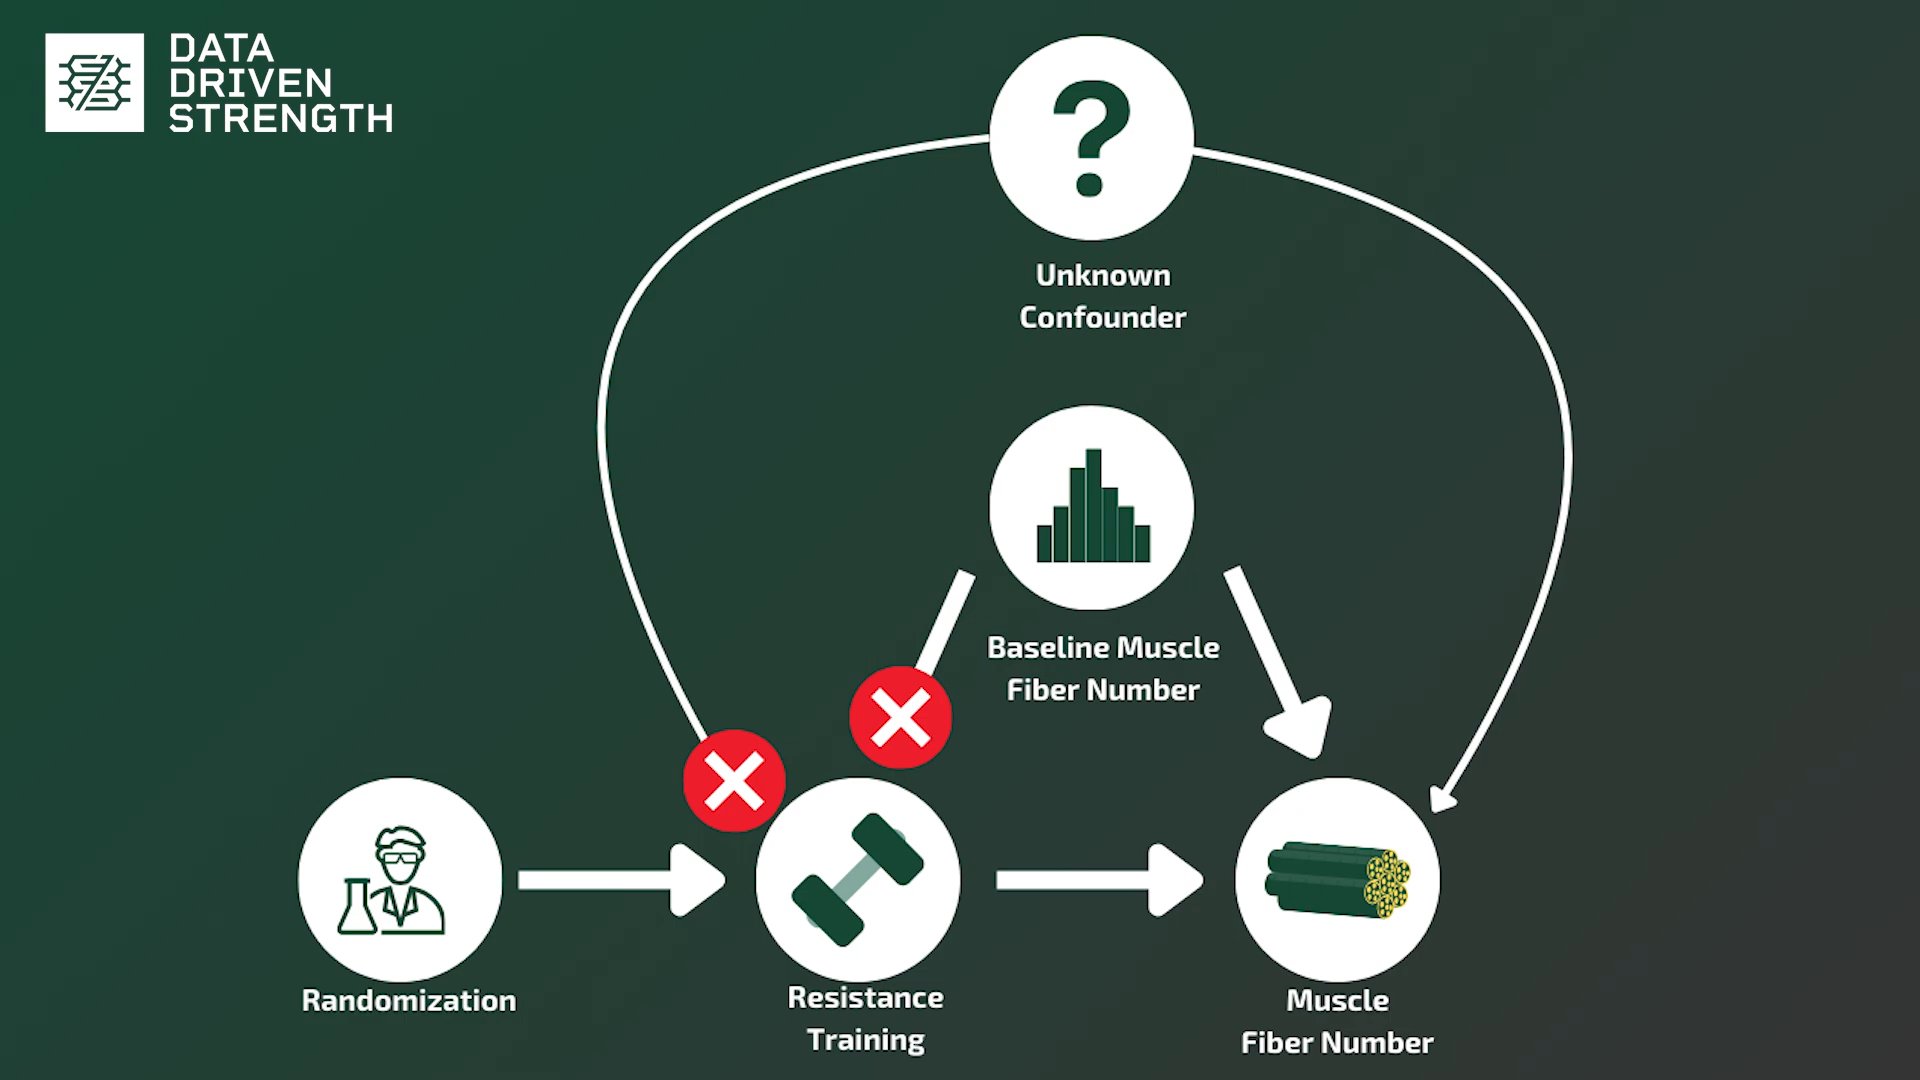 DATA
DRIVEN
STRENGTH
?
Unknown
Confounder
Baseline Muscle
Fiber Number
Randomization
Resistance
Training
Muscle
Fiber Number